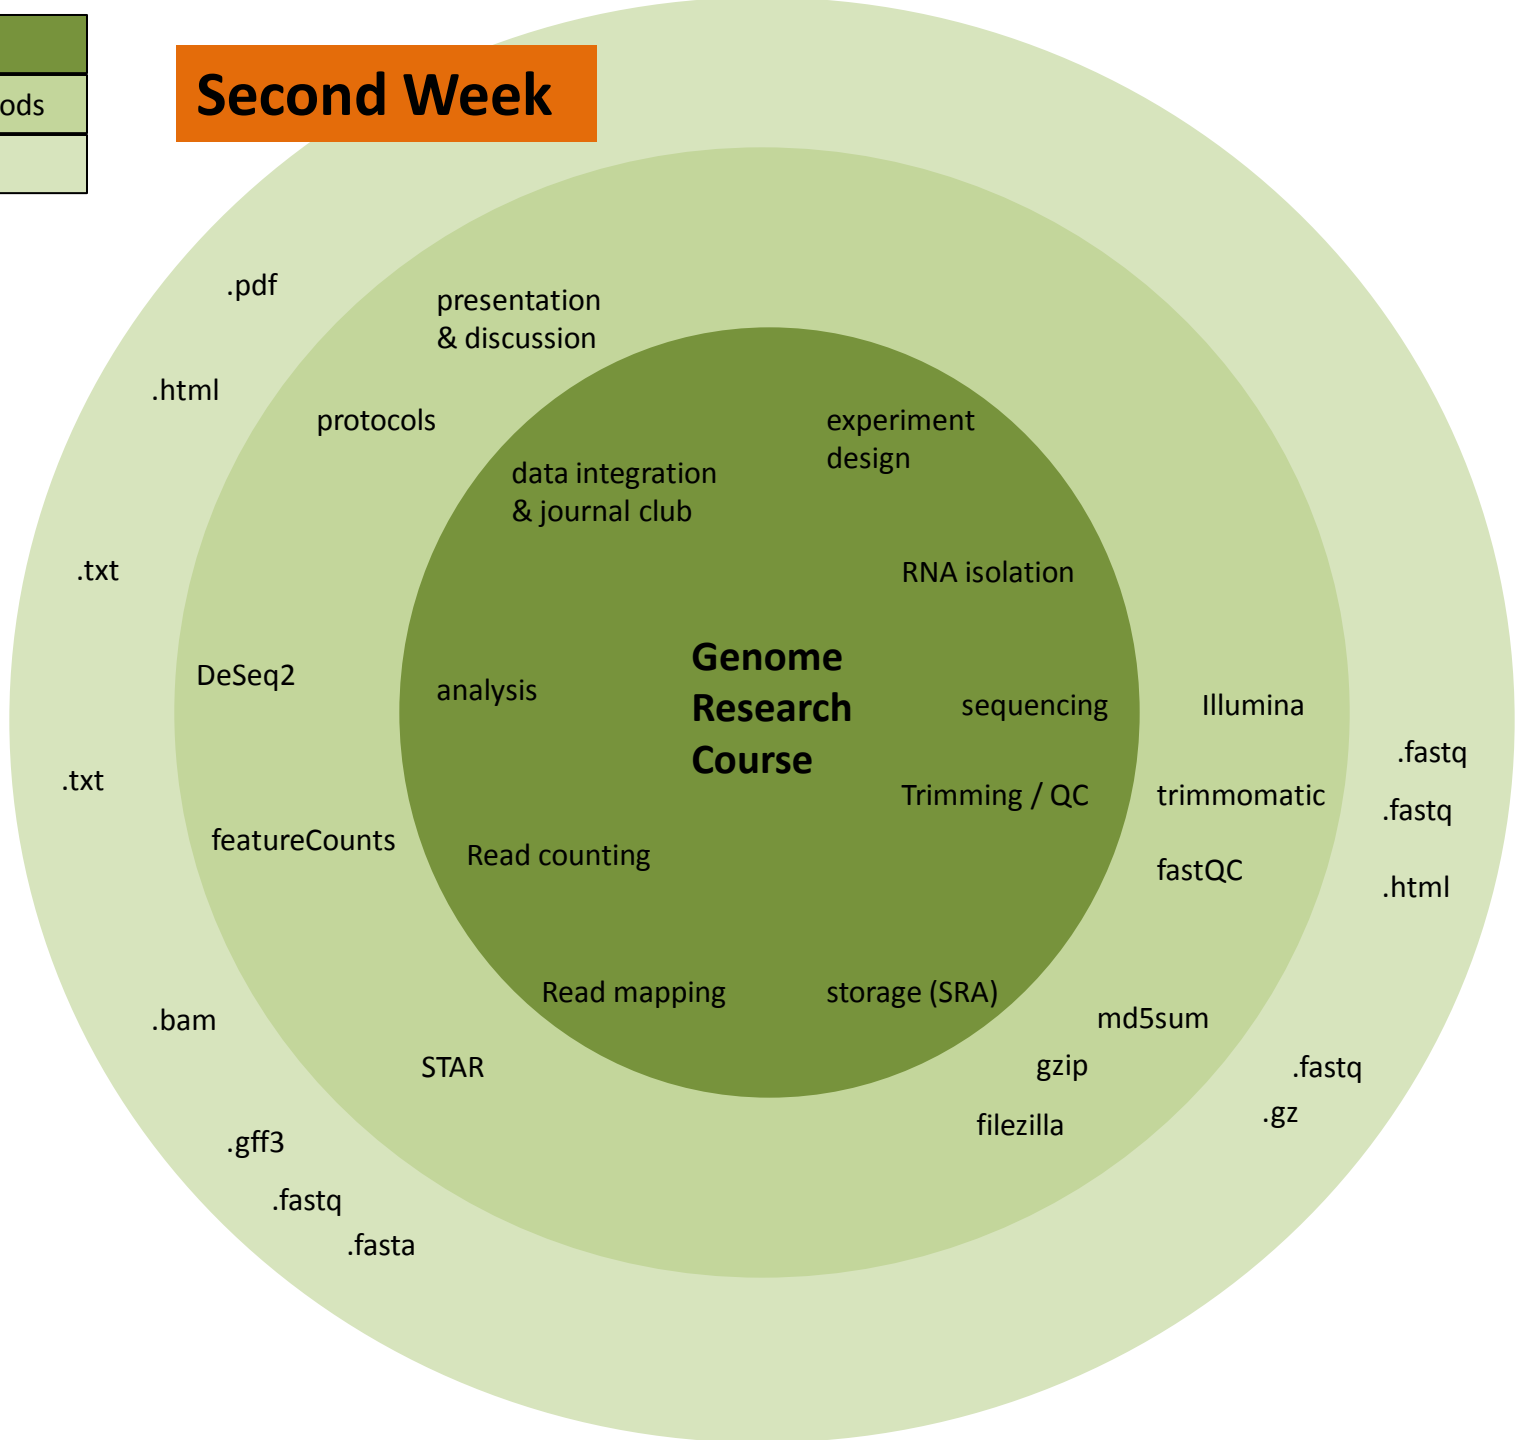 ods
Second Week
.pdf
presentation
& discussion
.html
protocols
experiment
design
data integration
& journal club
.txt
RNA isolation
Genome
Research
Course
DeSeq2
analysis
sequencing
Illumina
.fastq
.txt
Trimming / QC
trimmomatic
.fastq
featureCounts
Read counting
fastQC
.html
Read mapping
storage (SRA)
.bam
md5sum
STAR
gzip
.fastq
.gz
filezilla
.gff3
.fastq
.fasta